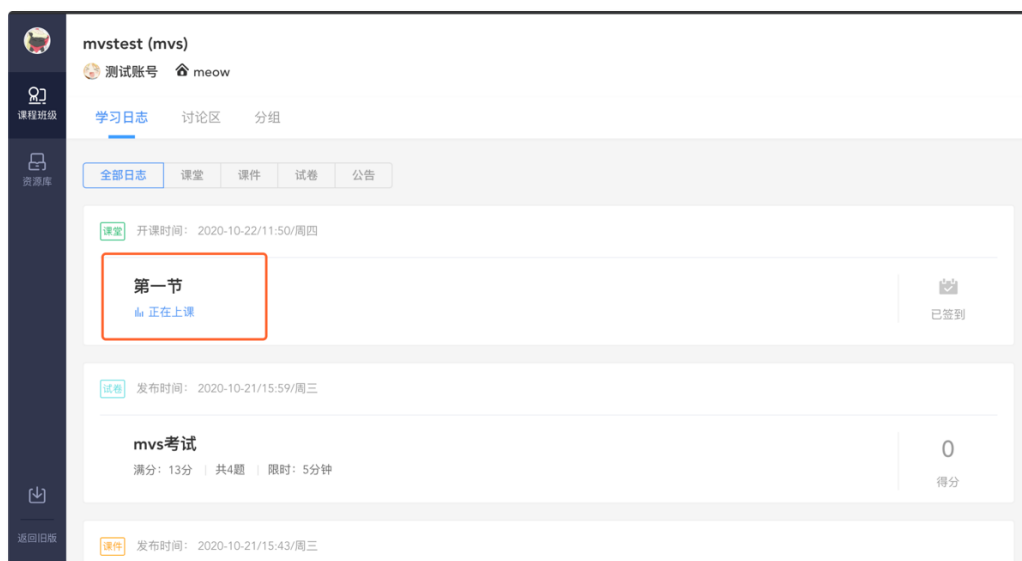 mvstest (mvs)
测试账号 meow
课程班级
学习日志 讨论区 分组
资源库
全部日志 课堂 课件 试卷 公告
课堂 开课时间： 2020-10-22/11:50/周四
第一节
正在上课
已签到
试卷 发布时间： 2020-10-21/15:59/周三
mvs考试
满分：13分 | 共4题 | 限时：5分钟
0
得分
返回旧版
课件 发布时间： 2020-10-21/15:43/周三